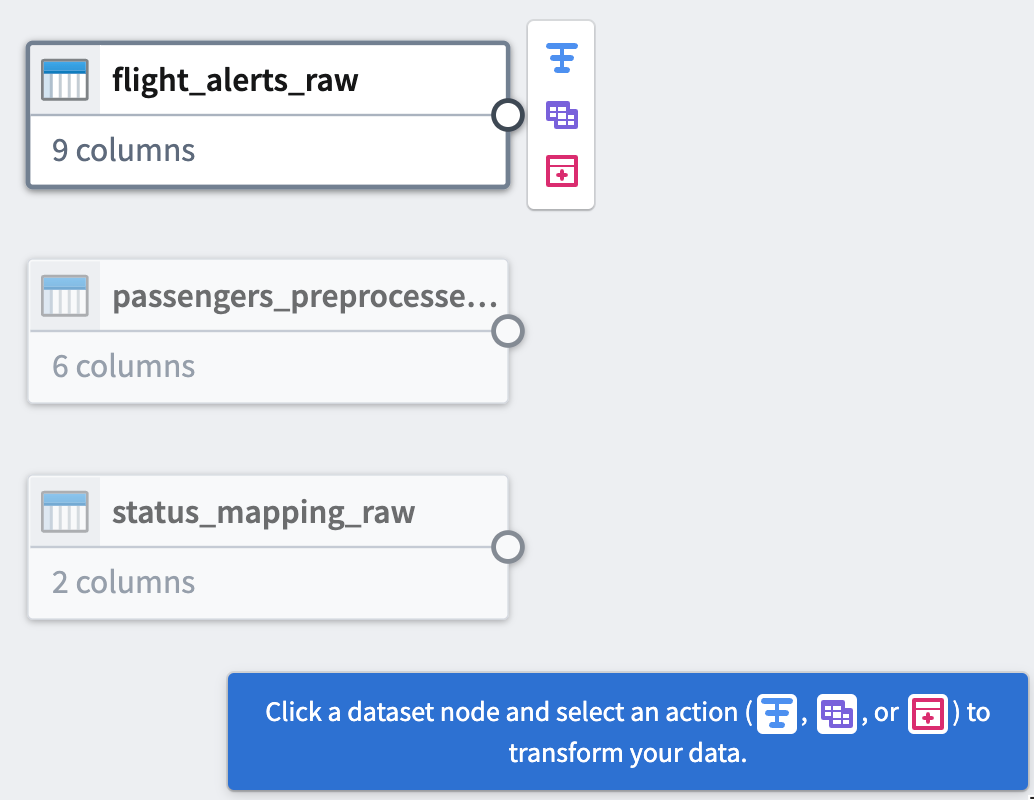 flight_alerts_raw
9 columns
passengers_preprocesse...
6 columns
status_mapping_raw
2 columns
Click a dataset node and select an action ( , , or ) to
transform your data.